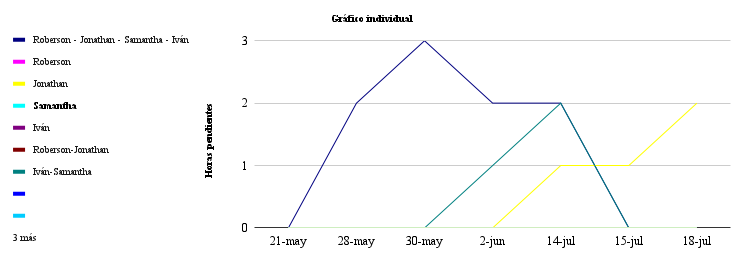 Gráfico individual
Roberson - Jonathan - Samantha - Iván
Roberson
Jonathan
Samantha
Iván
Roberson-Jonathan
Iván-Samantha
3 más
Horas pendientes
3
2
1
0
21-may 28-may 30-may 2-jun 14-jul 15-jul 18-jul